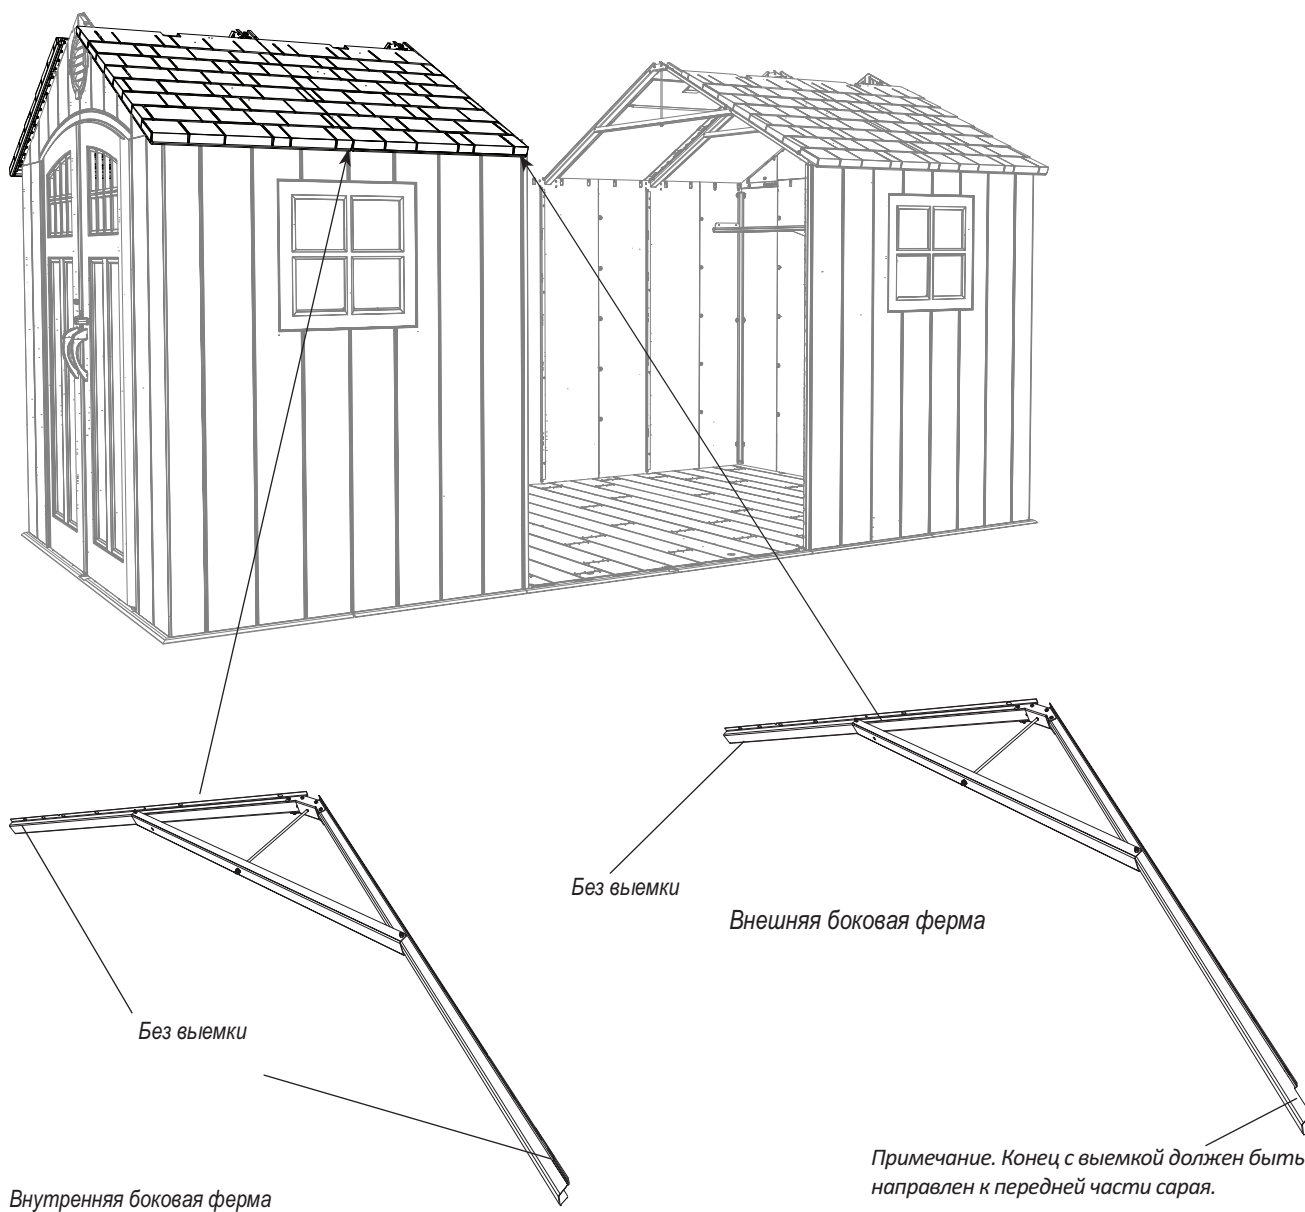 Без выемки
Внешняя боковая ферма
Без выемки
Примечание. Конец с выемкой должен быть
направлен к передней части сарая.
Внутренняя боковая ферма